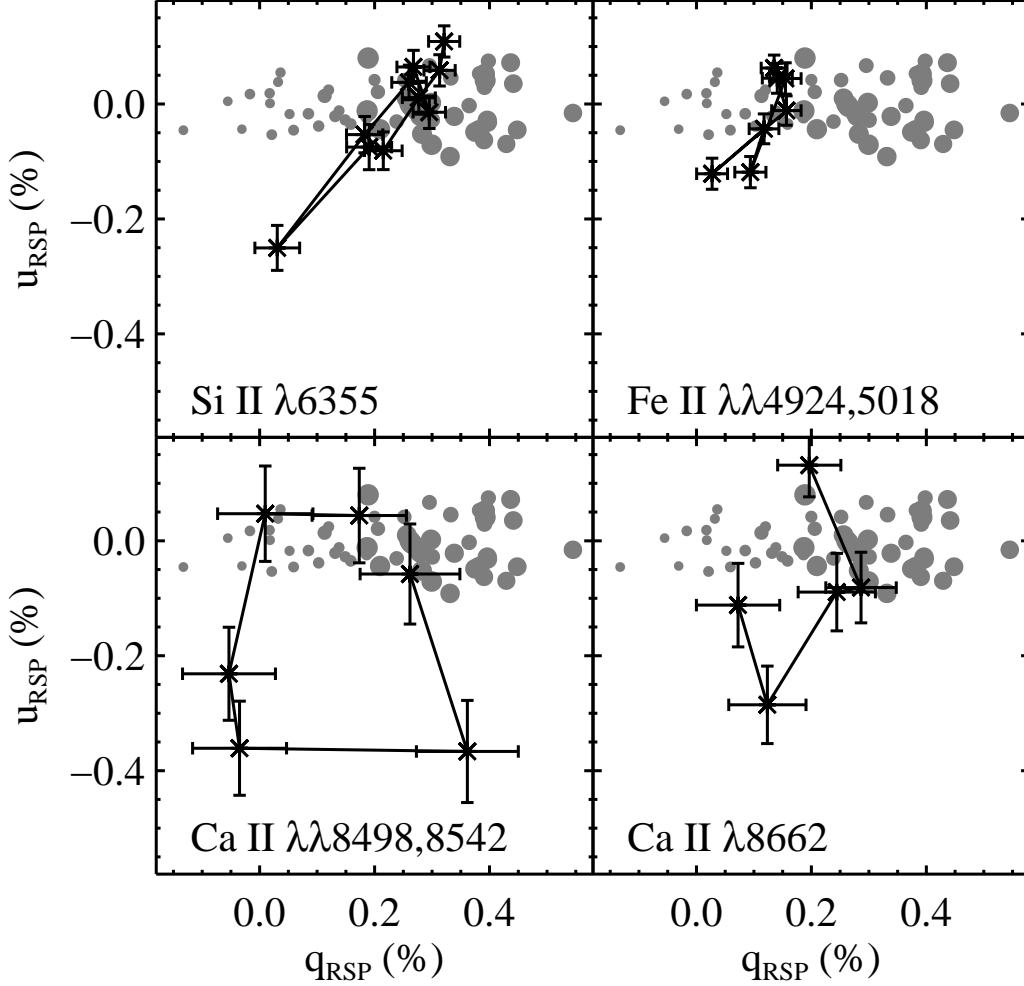 0.0
−0.2
−0.4
u_RSP (%)
Si II λ6355
Fe II λλ4924,5018
0.0
−0.2
−0.4
u_RSP (%)
Ca II λλ8498,8542
Ca II λ8662
0.0 0.2 0.4 0.0 0.2 0.4
q_RSP (%) q_RSP (%)